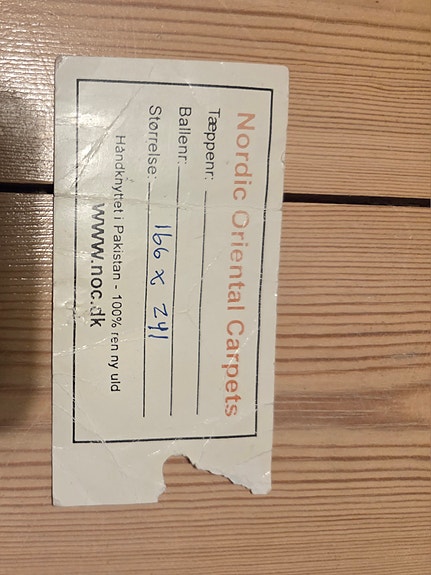 Nordic Oriental Carpets
Tæppenr:
Ballenr:
Størrelse: 166 x 241
Håndknyttet i Pakistan - 100% ren ny uld
www.noc.dk